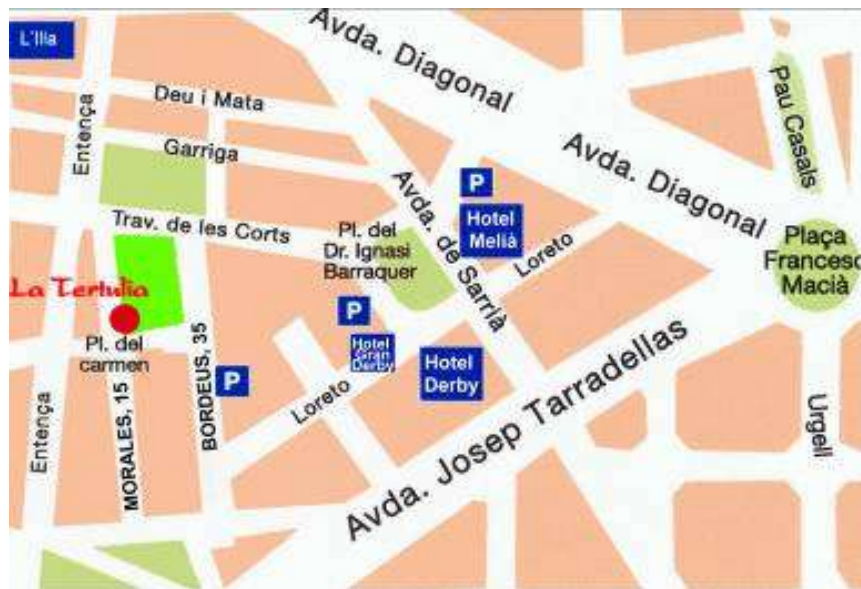 L'Illa
Avda. Diagonal
Deu i Mata
Pau Casals
Entença
Garriga
P
Avda. Diagonal
Hotel
Melià
Avda. de Sarrià
Trav. de les Corts
Pl. del
Dr. Ignasi
Barraquer
Loreto
Plaça
Francesc
Macià
La Tertulia
P
Pl. del
carmen
BORDEUS, 35
Hotel
Gran
Derby
Hotel
Derby
P
Loreto
Avda. Josep Tarradellas
Urgell
Entença
MORALES, 15